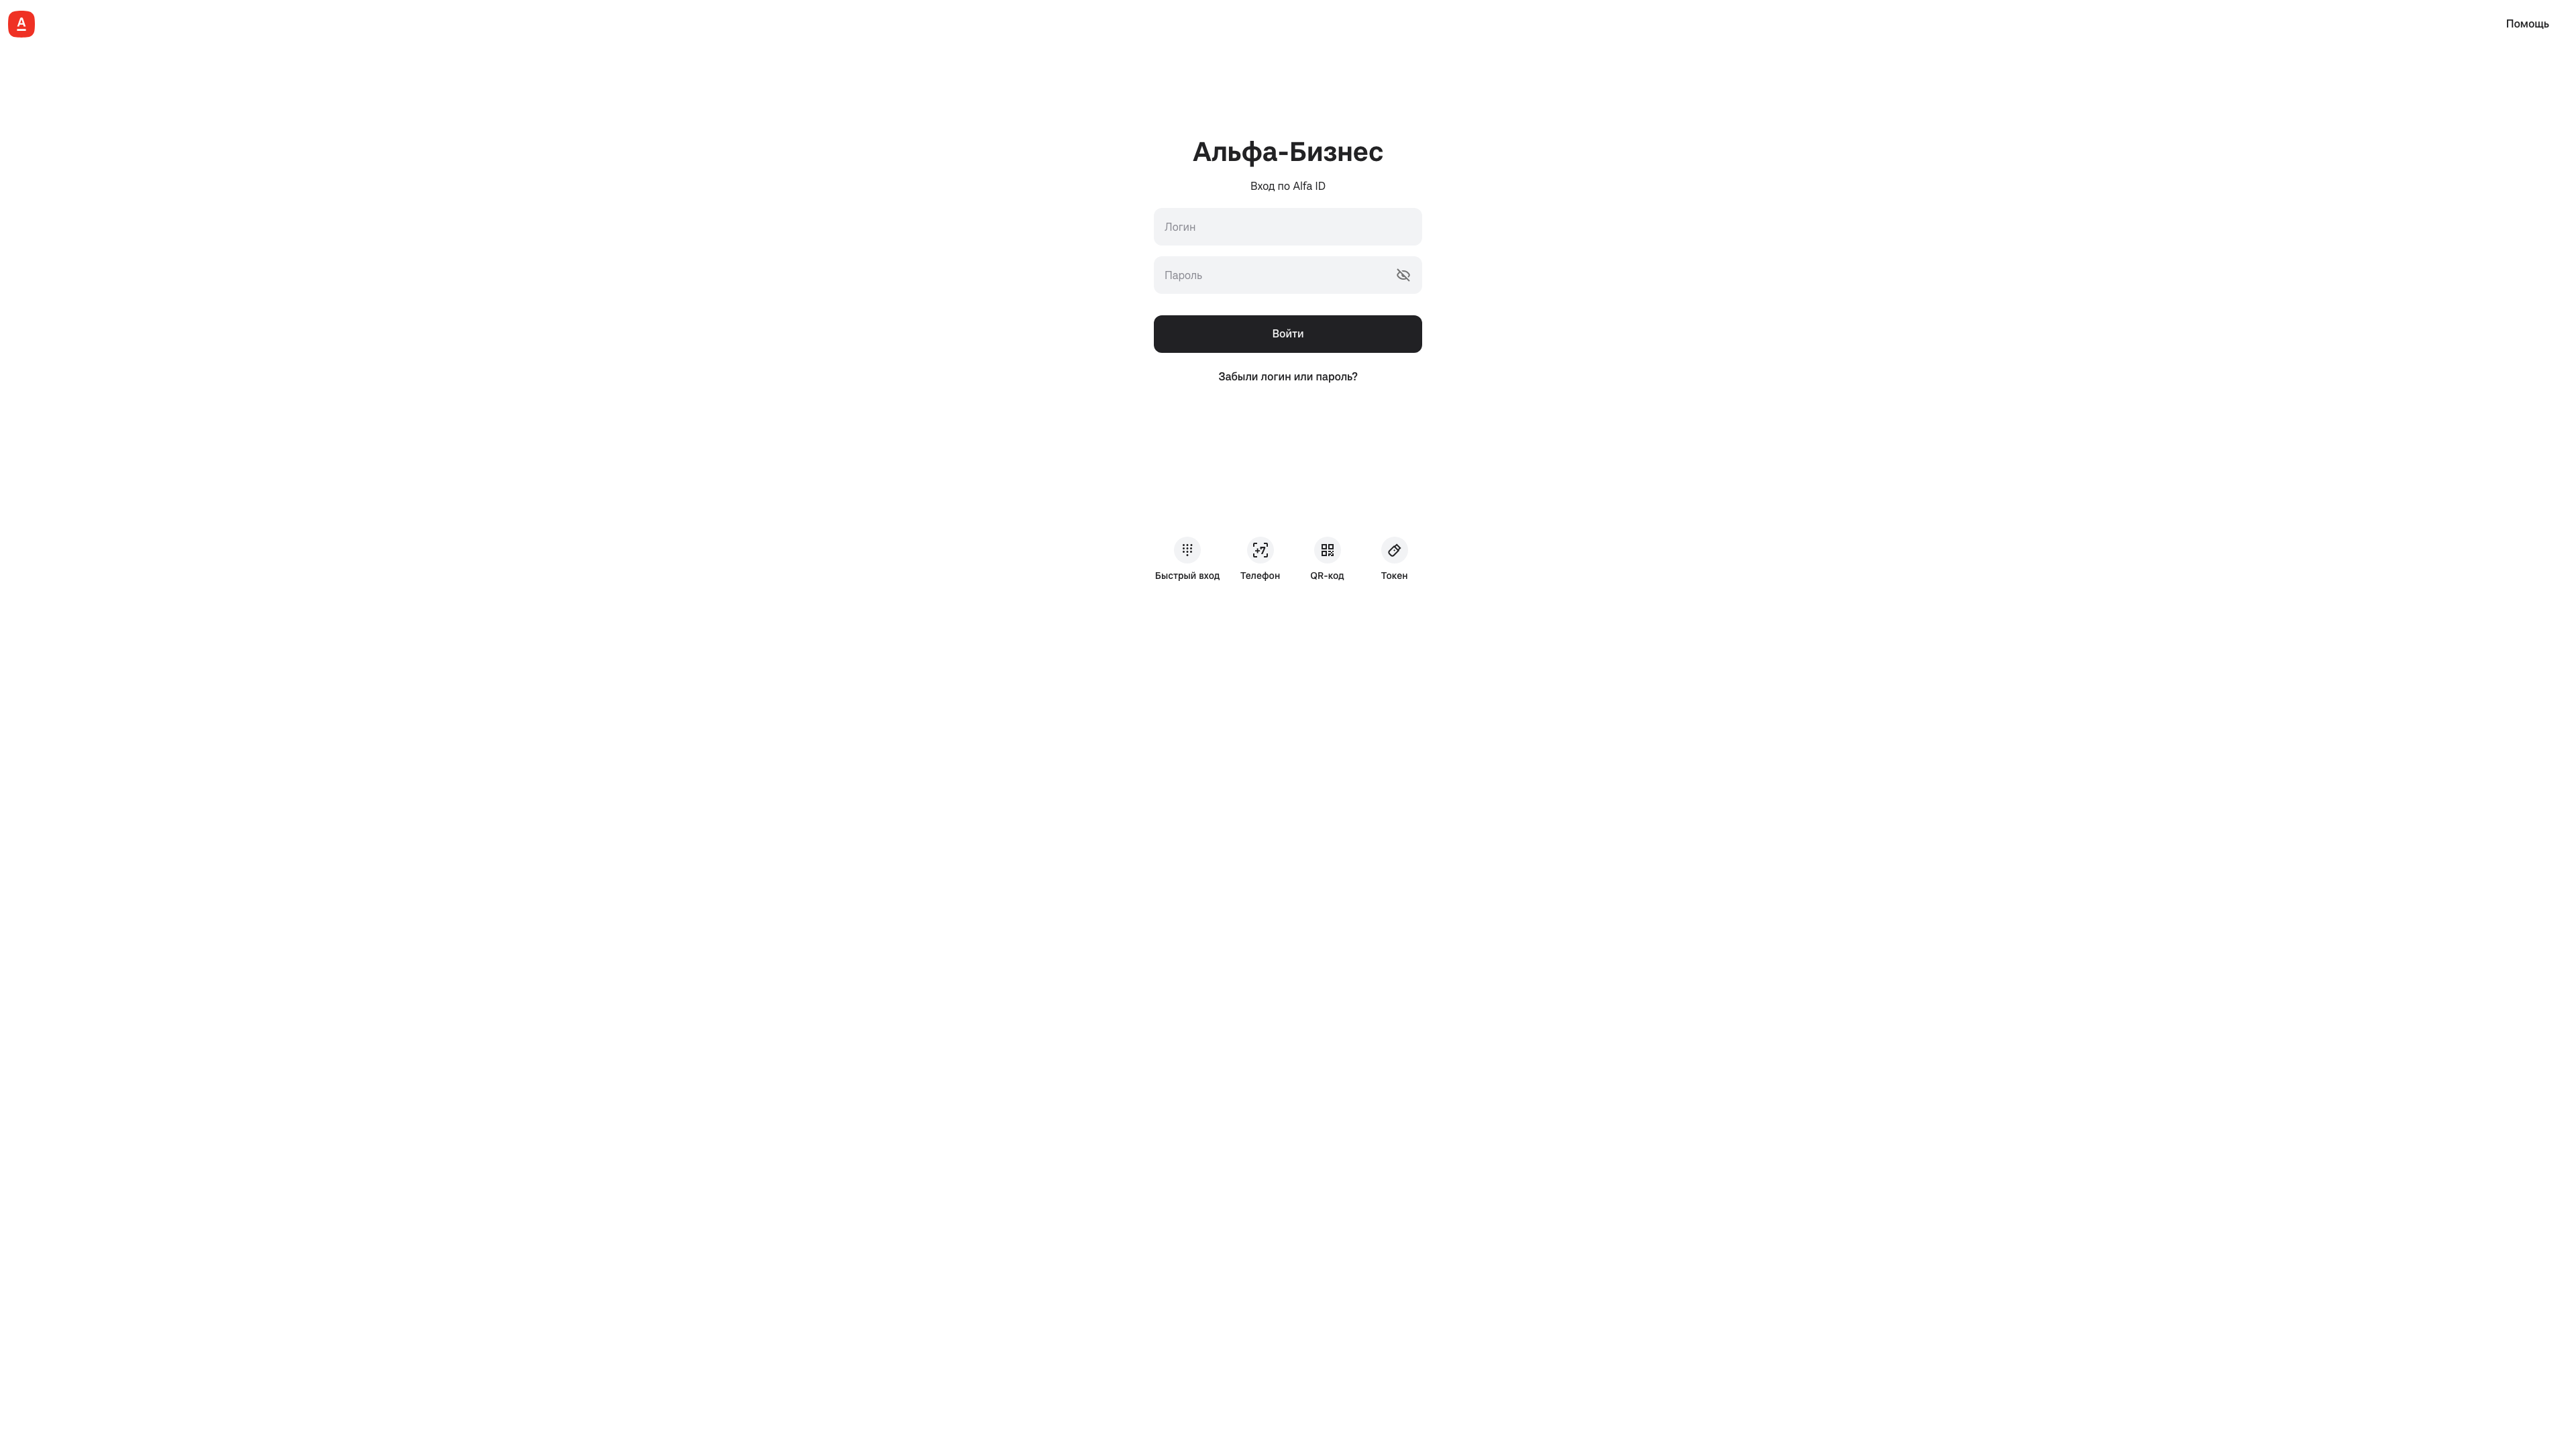 А
Помощь
Альфа-Бизнес
Вход по Alfa ID
Логин
Пароль
Войти
Забыли логин или пароль?
+7
Быстрый вход
Телефон
QR-код
Токен